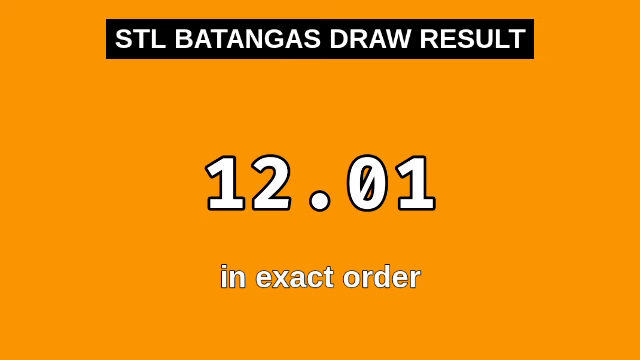 STL BATANGAS DRAW RESULT
12.01
in exact order